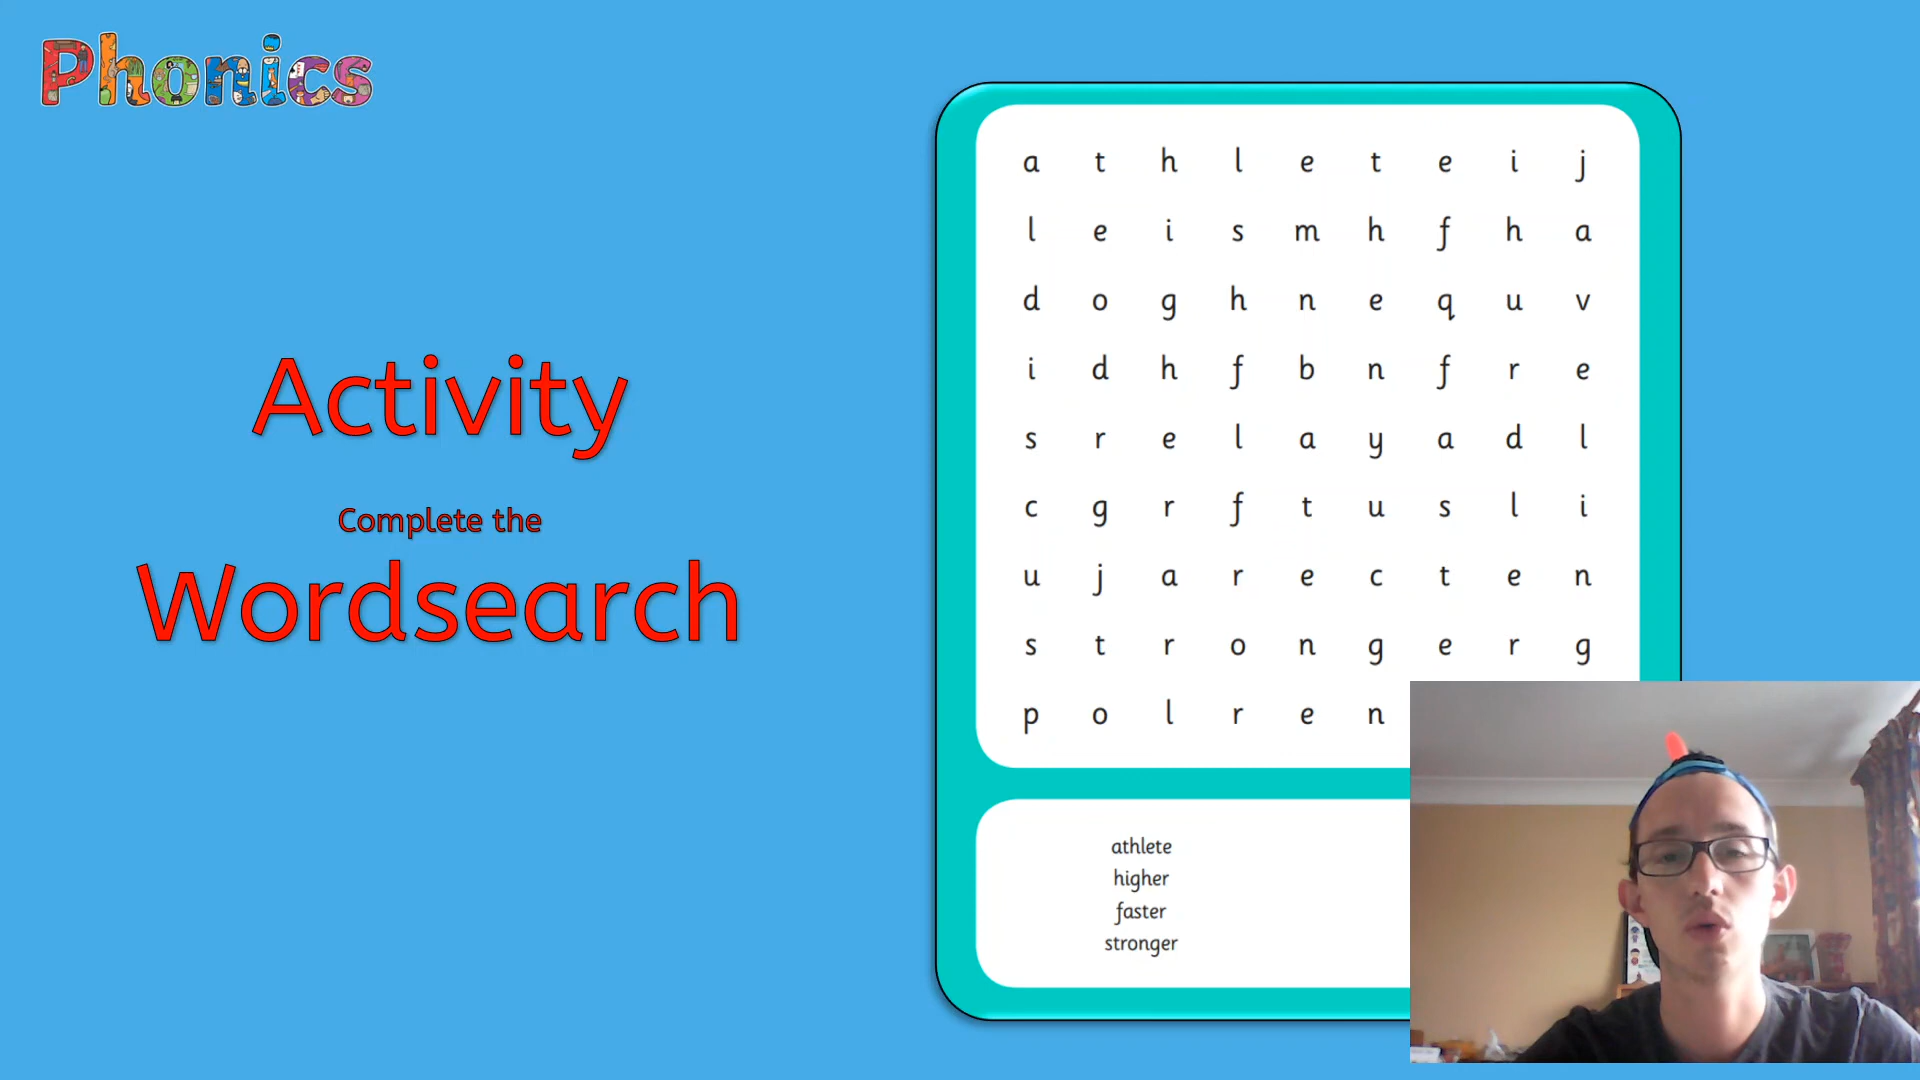 Phonics
Activity
Complete the
Wordsearch
a t h l e t e i j
l e i s m h f h a
d o g h n e q u v
i d h f b n f r e
s r e l a y a d l
c g r f t u s l i
u j a r e c t e n
s t r o n g e r g
p o l r e n
athlete
higher
faster
stronger